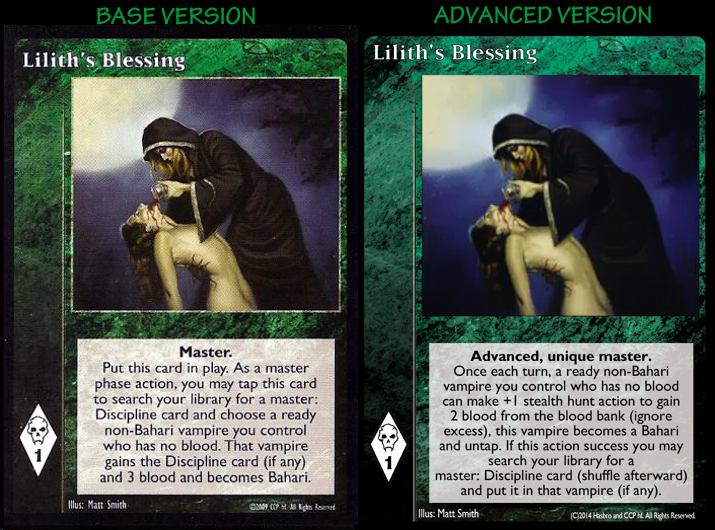 BASE VERSION
Lilith's Blessing
Master.
Put this card in play. As a master
phase action, you may tap this card
to search your library for a master:
Discipline card and choose a ready
non-Bahari vampire you control
who has no blood. That vampire
gains the Discipline card (if any)
and 3 blood and becomes Bahari.
1
Illus: Matt Smith
©2009 CCP hf. All Rights Reserved
ADVANCED VERSION
Lilith's Blessing
Advanced, unique master.
Once each turn, a ready non-Bahari
vampire you control who has no blood
can make +1 stealth hunt action to gain
2 blood from the blood bank (ignore
excess), this vampire becomes a Bahari
and untap. If this action success you may
search your library for a
master: Discipline card (shuffle afterward)
and put it in that vampire (if any).
1
Illus: Matt Smith
(C)2014 Hasbro and CCP hf. All Rights Reserved.